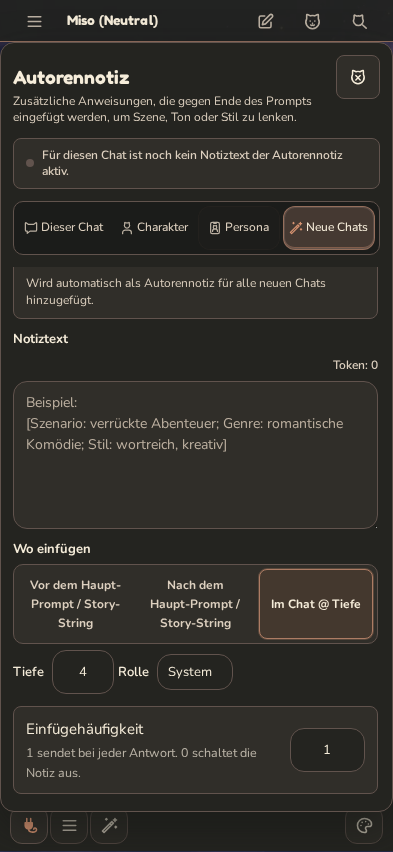 Miso (Neutral)
Autorennotiz
Zusätzliche Anweisungen, die gegen Ende des Prompts
eingefügt werden, um Szene, Ton oder Stil zu lenken.
Für diesen Chat ist noch kein Notiztext der Autorennotiz
aktiv.
Dieser Chat Charakter Persona Neue Chats
Wird automatisch als Autorennotiz für alle neuen Chats
hinzugefügt.
Notiztext
Token: 0
Beispiel:
[Szenario: verrückte Abenteuer; Genre: romantische
Komödie; Stil: wortreich, kreativ]
Wo einfügen
Vor dem Haupt-
Prompt / Story-
String
Nach dem
Haupt-Prompt /
Story-String
Im Chat @ Tiefe
Tiefe 4 Rolle System
Einfügehäufigkeit
1 sendet bei jeder Antwort. 0 schaltet die
Notiz aus.
1